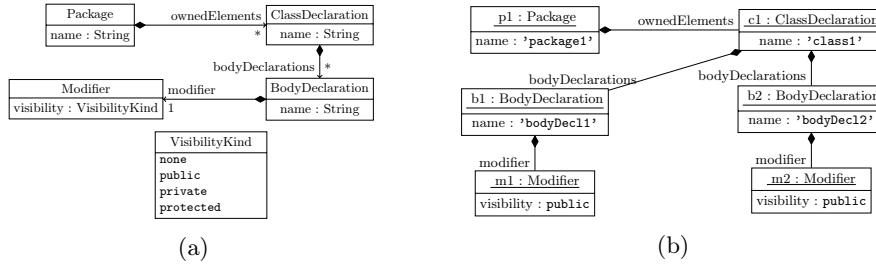 Package
name : String
ownedElements
*
ClassDeclaration
name : String
bodyDeclarations
*
Modifier
visibility : VisibilityKind
modifier
1
BodyDeclaration
name : String
VisibilityKind
none
public
private
protected
(a)
p1 : Package
name : 'package1'
ownedElements
c1 : ClassDeclaration
name : 'class1'
bodyDeclarations
bodyDeclarations
b1 : BodyDeclaration
name : 'bodyDecl1'
b2 : BodyDeclaration
name : 'bodyDecl2'
modifier
modifier
m1 : Modifier
visibility : public
m2 : Modifier
visibility : public
(b)